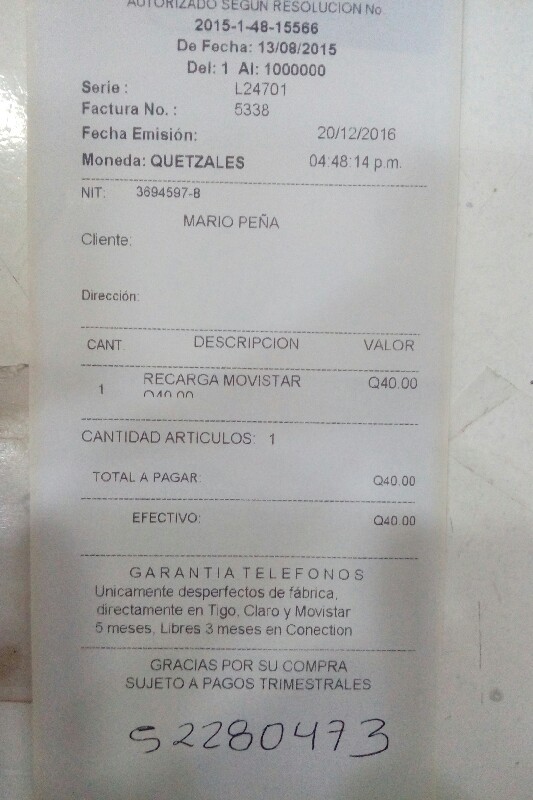 AUTORIZADO SEGUN RESOLUCION No.
2015-1-48-15566
De Fecha: 13/08/2015
Del: 1 Al: 1000000
Serie : L24701
Factura No. : 5338
Fecha Emisión: 20/12/2016
Moneda: QUETZALES 04:48:14 p.m.
NIT: 3694597-8
MARIO PEÑA
Cliente:
Dirección:
CANT. DESCRIPCION VALOR
1 RECARGA MOVISTAR Q40.00
Q40.00
CANTIDAD ARTICULOS: 1
TOTAL A PAGAR: Q40.00
EFECTIVO: Q40.00
GARANTIA TELEFONOS
Unicamente desperfectos de fábrica,
directamente en Tigo, Claro y Movistar
6 meses, Libres 3 meses en Conection
GRACIAS POR SU COMPRA
SUJETO A PAGOS TRIMESTRALES
52280473